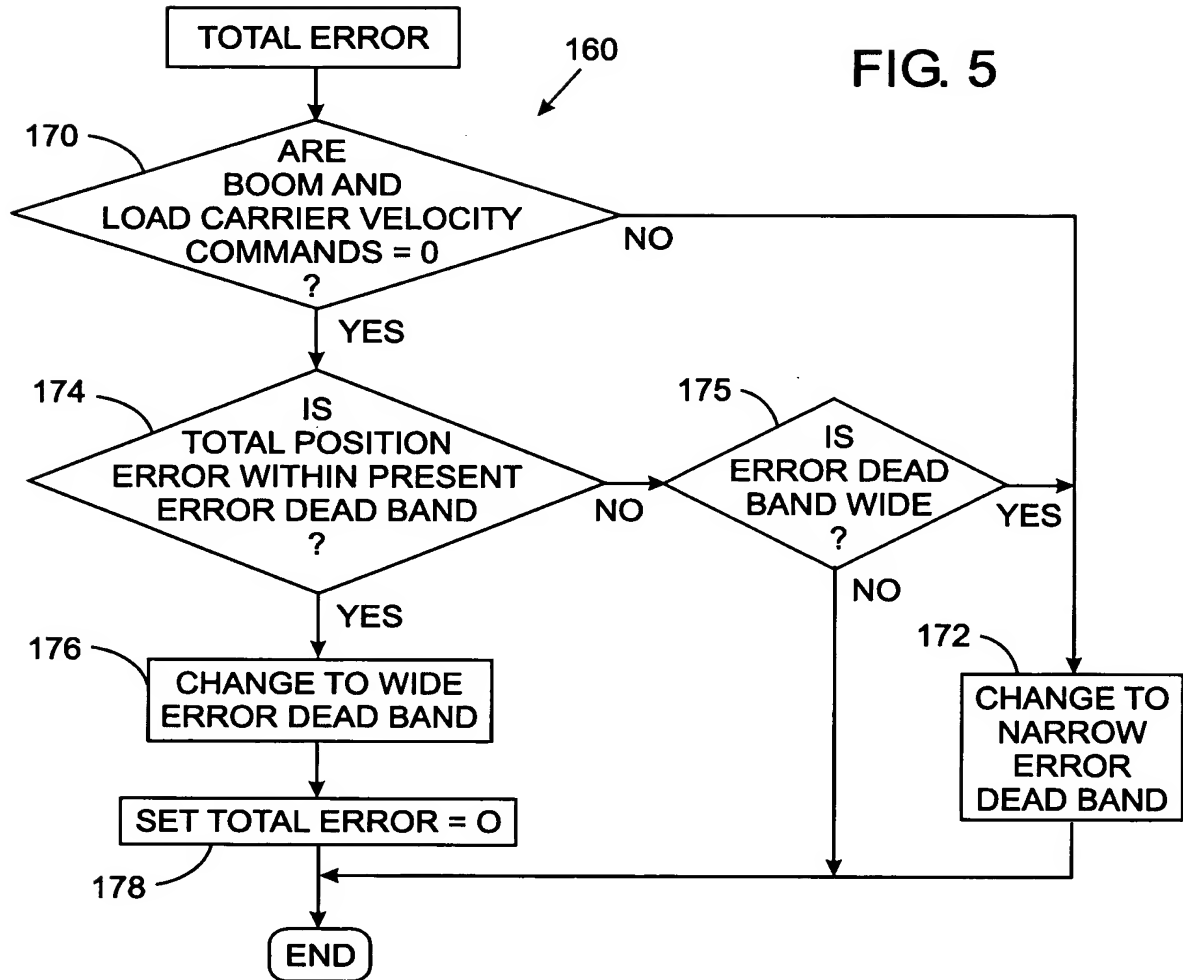 TOTAL ERROR
160
FIG. 5
170
ARE
BOOM AND
LOAD CARRIER VELOCITY
COMMANDS = 0
?
NO
YES
174
IS
TOTAL POSITION
ERROR WITHIN PRESENT
ERROR DEAD BAND
?
NO
175
IS
ERROR DEAD
BAND WIDE
?
YES
NO
YES
176
CHANGE TO WIDE
ERROR DEAD BAND
172
CHANGE TO
NARROW
ERROR
DEAD BAND
SET TOTAL ERROR = O
178
END